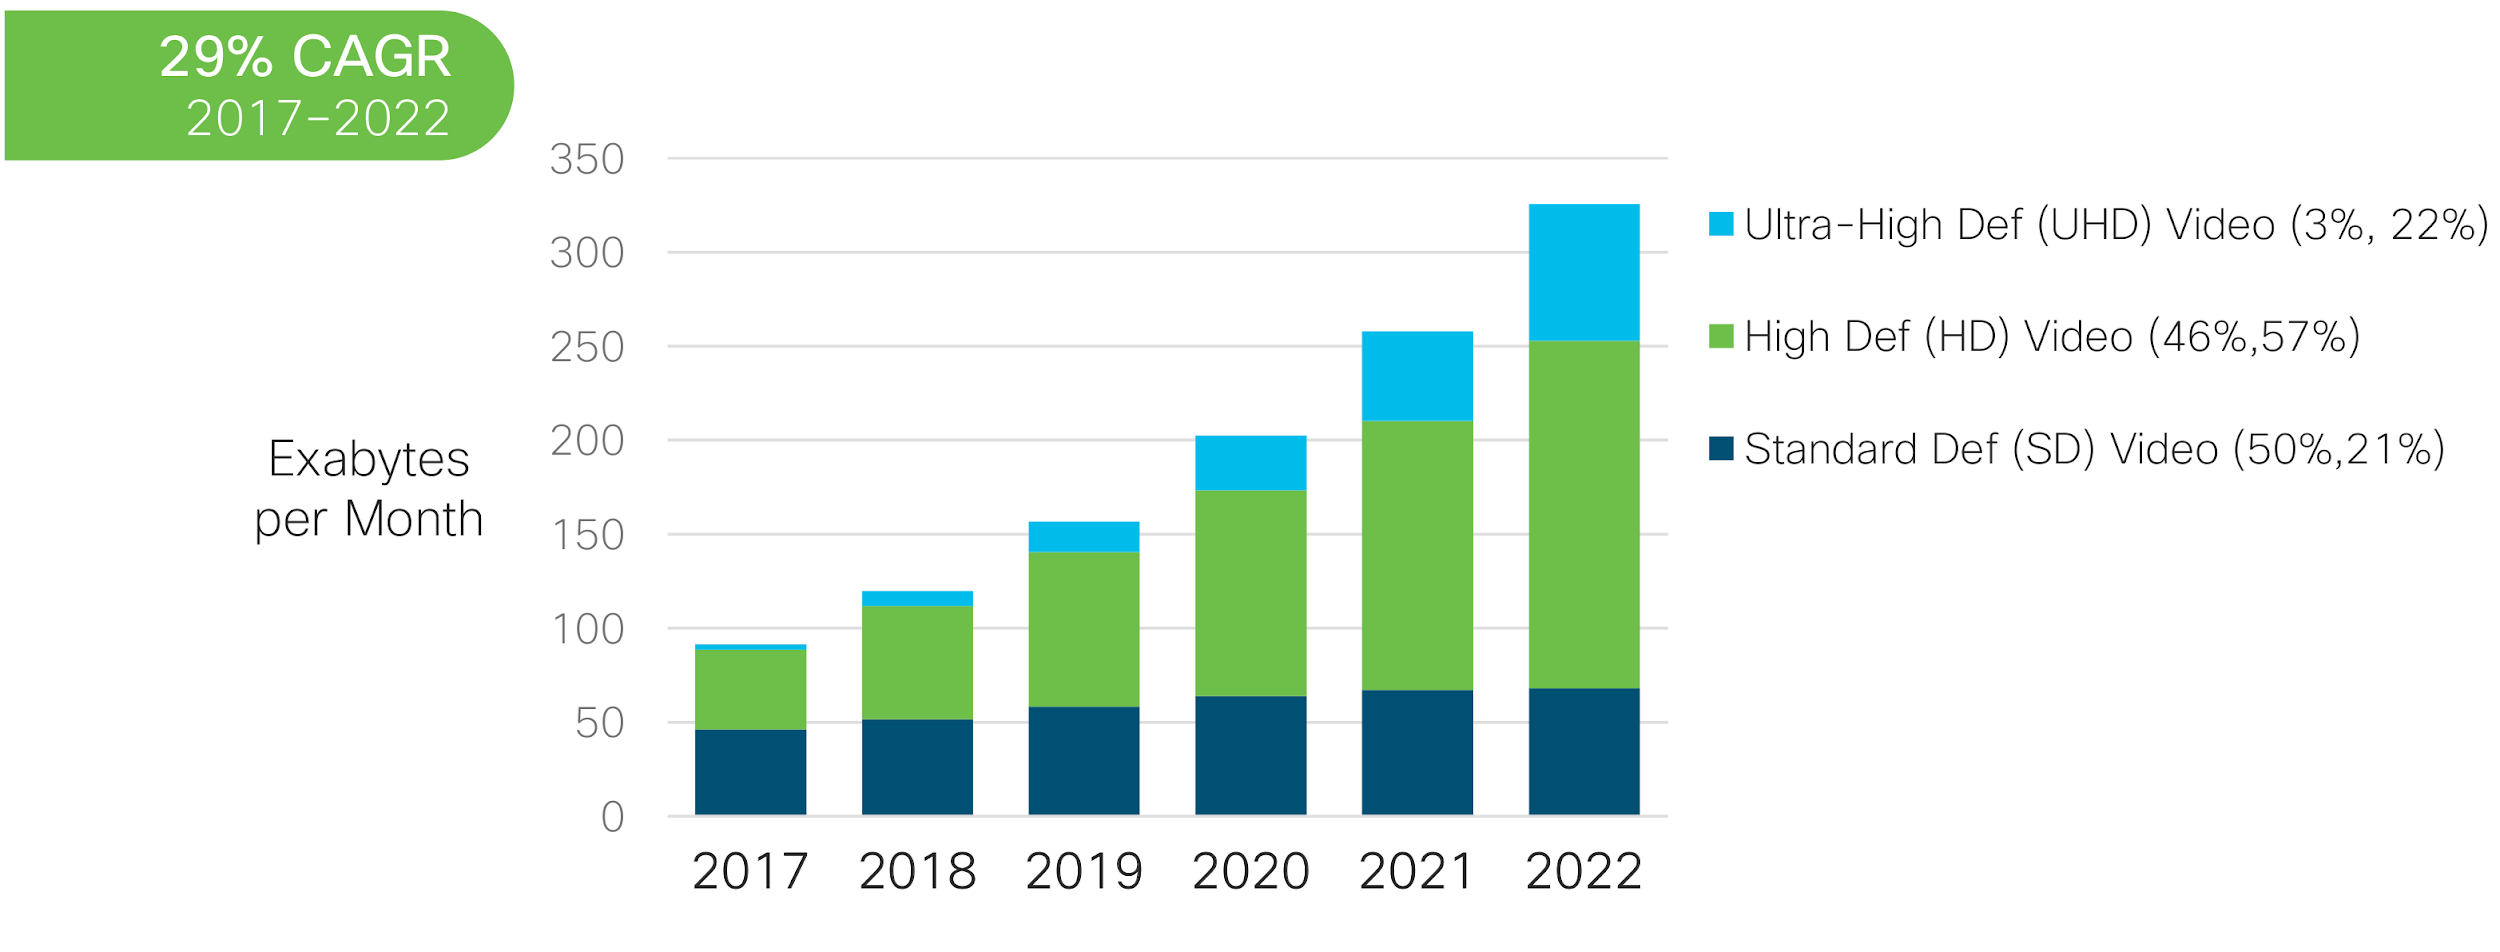 29% CAGR
2017–2022
350
300
250
200
150
100
50
0
Exabytes
per Month
2017 2018 2019 2020 2021 2022
Ultra-High Def (UHD) Video (3%, 22%)
High Def (HD) Video (46%,57%)
Standard Def (SD) Video (50%,21%)